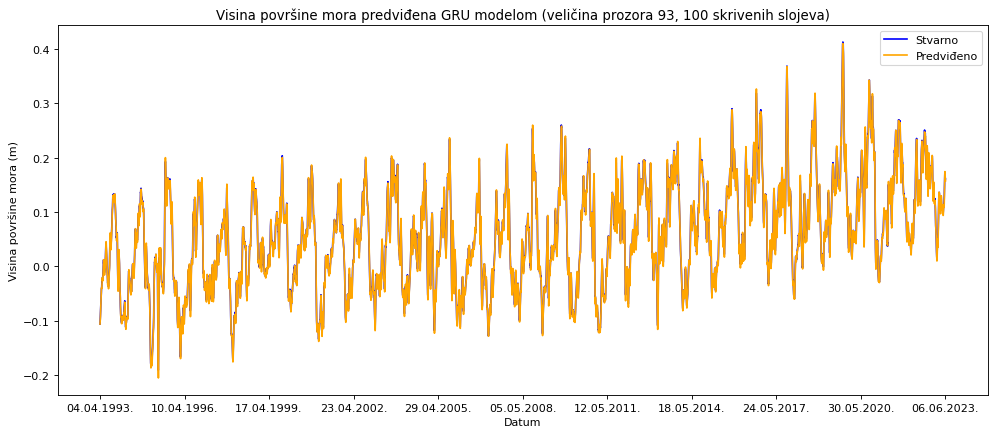 Visina površine mora predviđena GRU modelom (veličina prozora 93, 100 skrivenih slojeva)
Stvarno
Predviđeno
Visina površine mora (m)
0.4
0.3
0.2
0.1
0.0
−0.1
−0.2
04.04.1993. 10.04.1996. 17.04.1999. 23.04.2002. 29.04.2005. 05.05.2008. 12.05.2011. 18.05.2014. 24.05.2017. 30.05.2020. 06.06.2023.
Datum